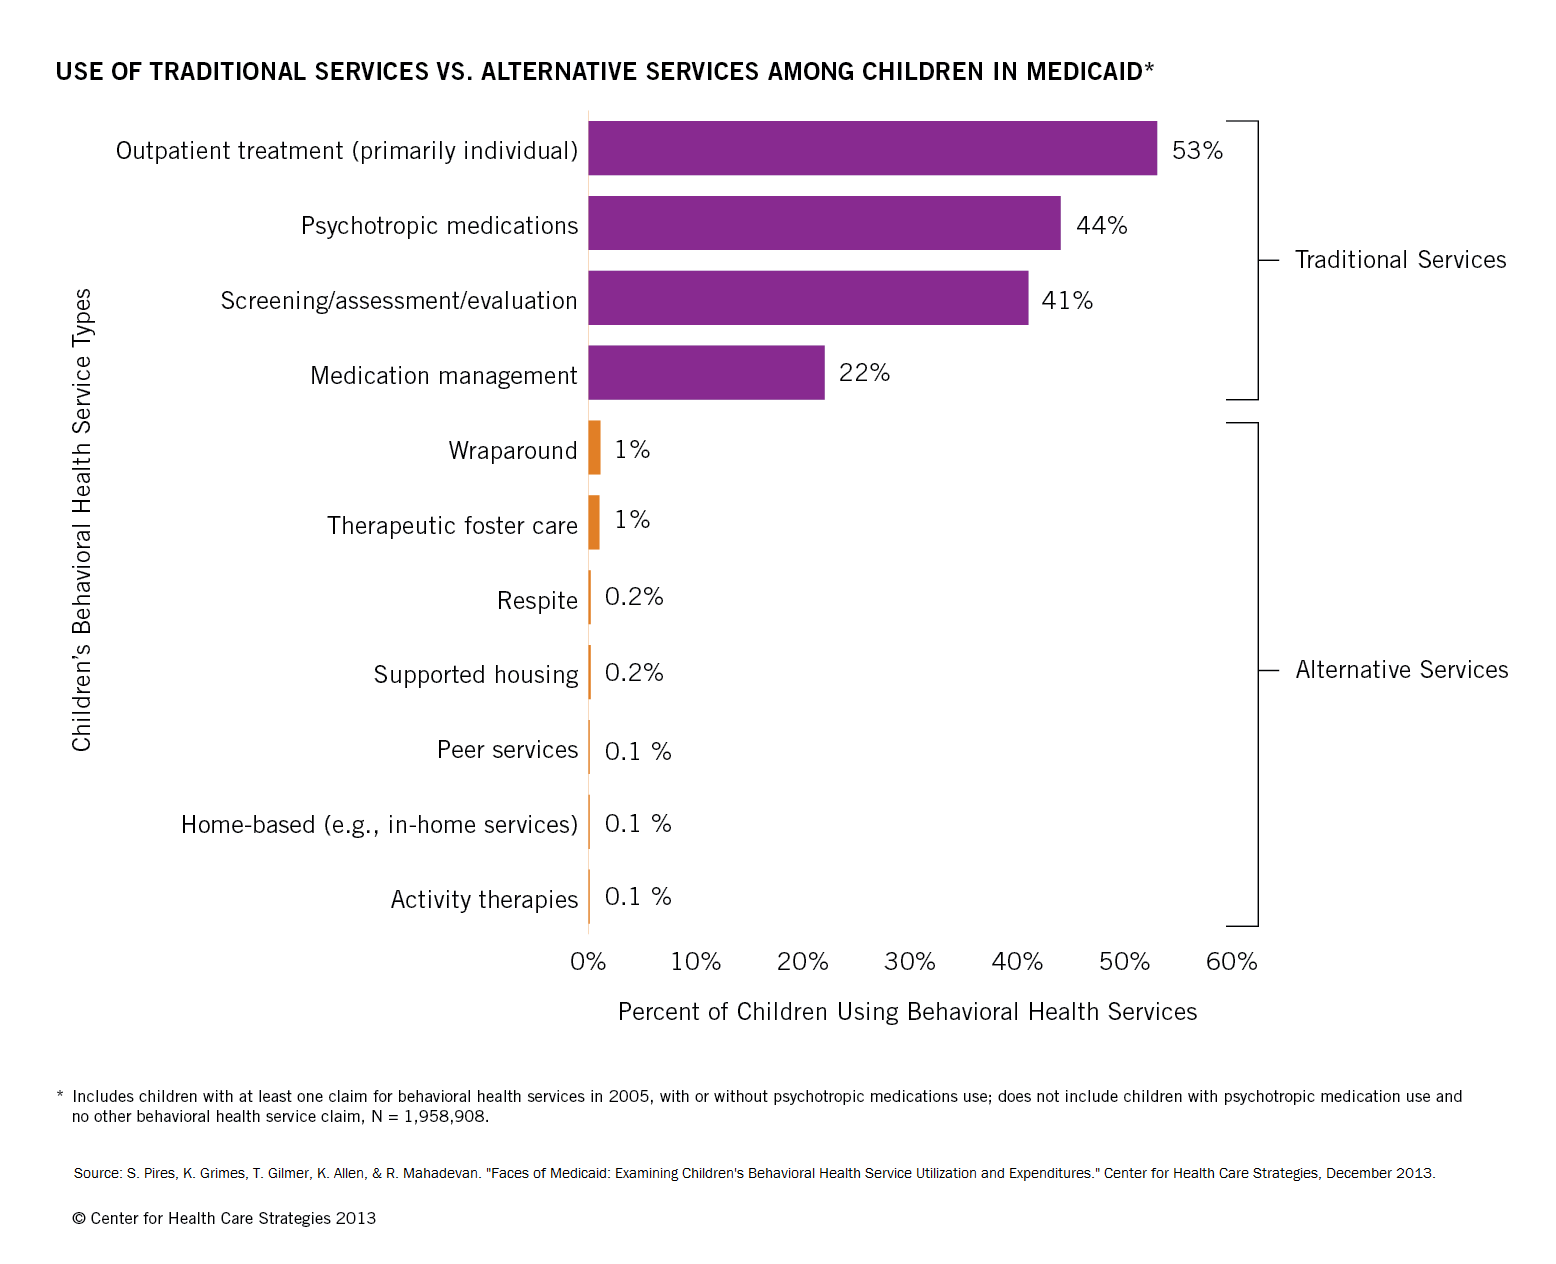 USE OF TRADITIONAL SERVICES VS. ALTERNATIVE SERVICES AMONG CHILDREN IN MEDICAID*
Outpatient treatment (primarily individual)
53%
Psychotropic medications
44%
Screening/assessment/evaluation
41%
Medication management
22%
Traditional Services
Wraparound
1%
Therapeutic foster care
1%
Respite
0.2%
Supported housing
0.2%
Peer services
0.1 %
Home-based (e.g., in-home services)
0.1 %
Activity therapies
0.1 %
Alternative Services
Children's Behavioral Health Service Types
0% 10% 20% 30% 40% 50% 60%
Percent of Children Using Behavioral Health Services
* Includes children with at least one claim for behavioral health services in 2005, with or without psychotropic medications use; does not include children with psychotropic medication use and
no other behavioral health service claim, N = 1,958,908.
Source: S. Pires, K. Grimes, T. Gilmer, K. Allen, & R. Mahadevan. "Faces of Medicaid: Examining Children's Behavioral Health Service Utilization and Expenditures." Center for Health Care Strategies, December 2013.
© Center for Health Care Strategies 2013